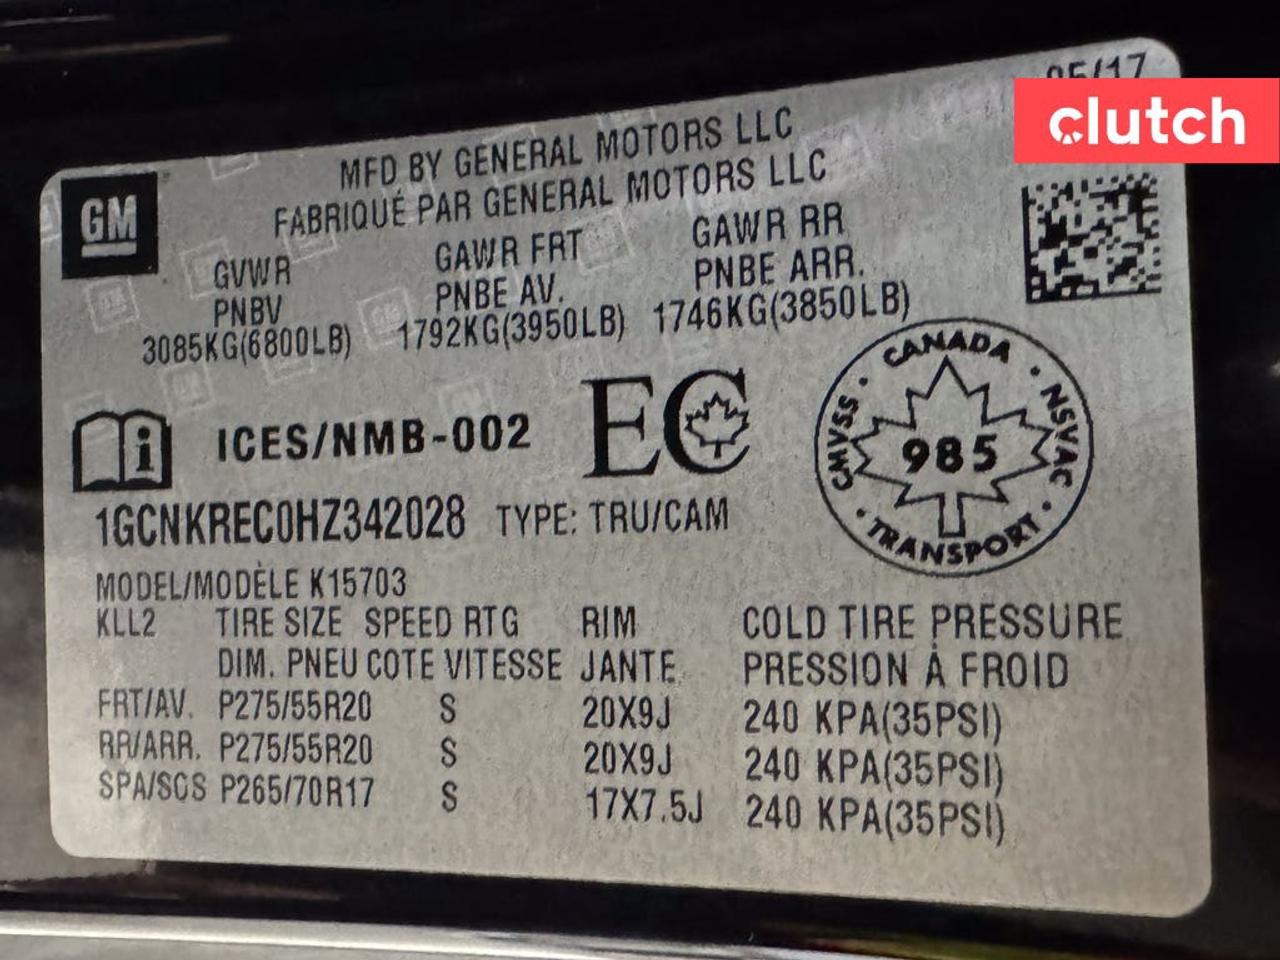 05/17
clutch
MFD BY GENERAL MOTORS LLC
FABRIQUÉ PAR GENERAL MOTORS LLC
GM
GVWR GAWR FRT GAWR RR
PNBV PNBE AV. PNBE ARR.
3085KG(6800LB) 1792KG(3950LB) 1746KG(3850LB)
i ICES/NMB-002 EC
CANADA
CMVSS 985 NSVAC
TRANSPORT
1GCNKREC0HZ342028 TYPE: TRU/CAM
MODEL/MODÈLE K15703
KLL2 TIRE SIZE SPEED RTG RIM COLD TIRE PRESSURE
DIM. PNEU COTE VITESSE JANTE PRESSION À FROID
FRT/AV. P275/55R20 S 20X9J 240 KPA(35PSI)
RR/ARR. P275/55R20 S 20X9J 240 KPA(35PSI)
SPA/SGS P265/70R17 S 17X7.5J 240 KPA(35PSI)